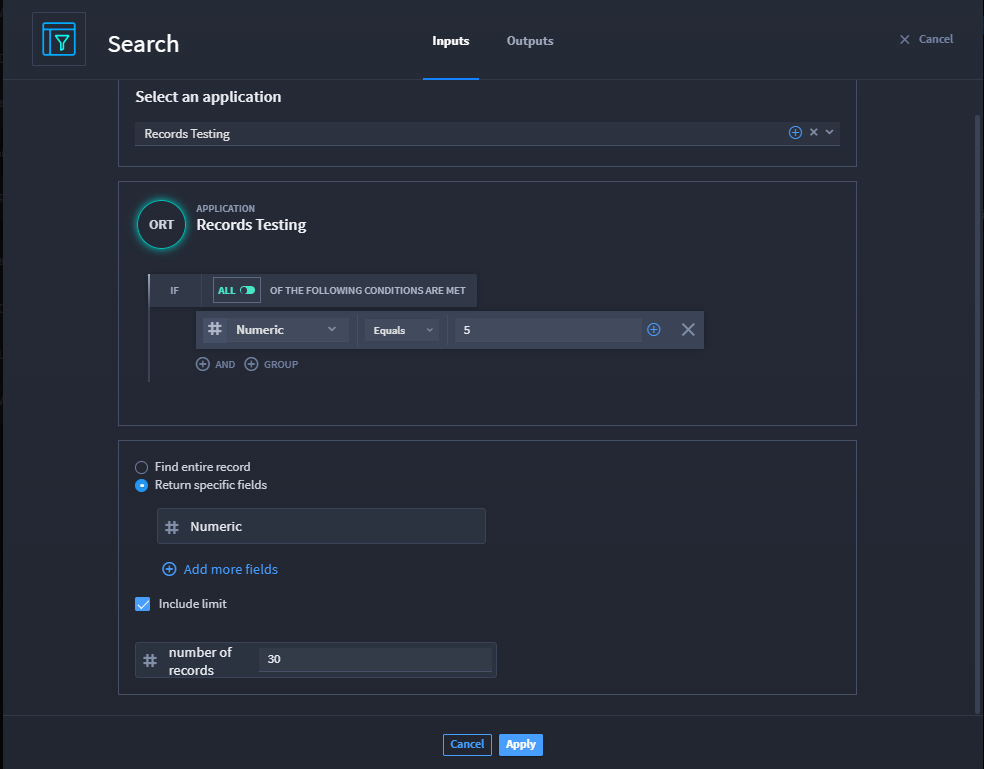 Search
Inputs
Outputs
Cancel
Select an application
Records Testing
ORT
APPLICATION
Records Testing
IF
ALL
OF THE FOLLOWING CONDITIONS ARE MET
Numeric
Equals
5
AND
GROUP
Find entire record
Return specific fields
Numeric
Add more fields
Include limit
number of
records
30
Cancel
Apply